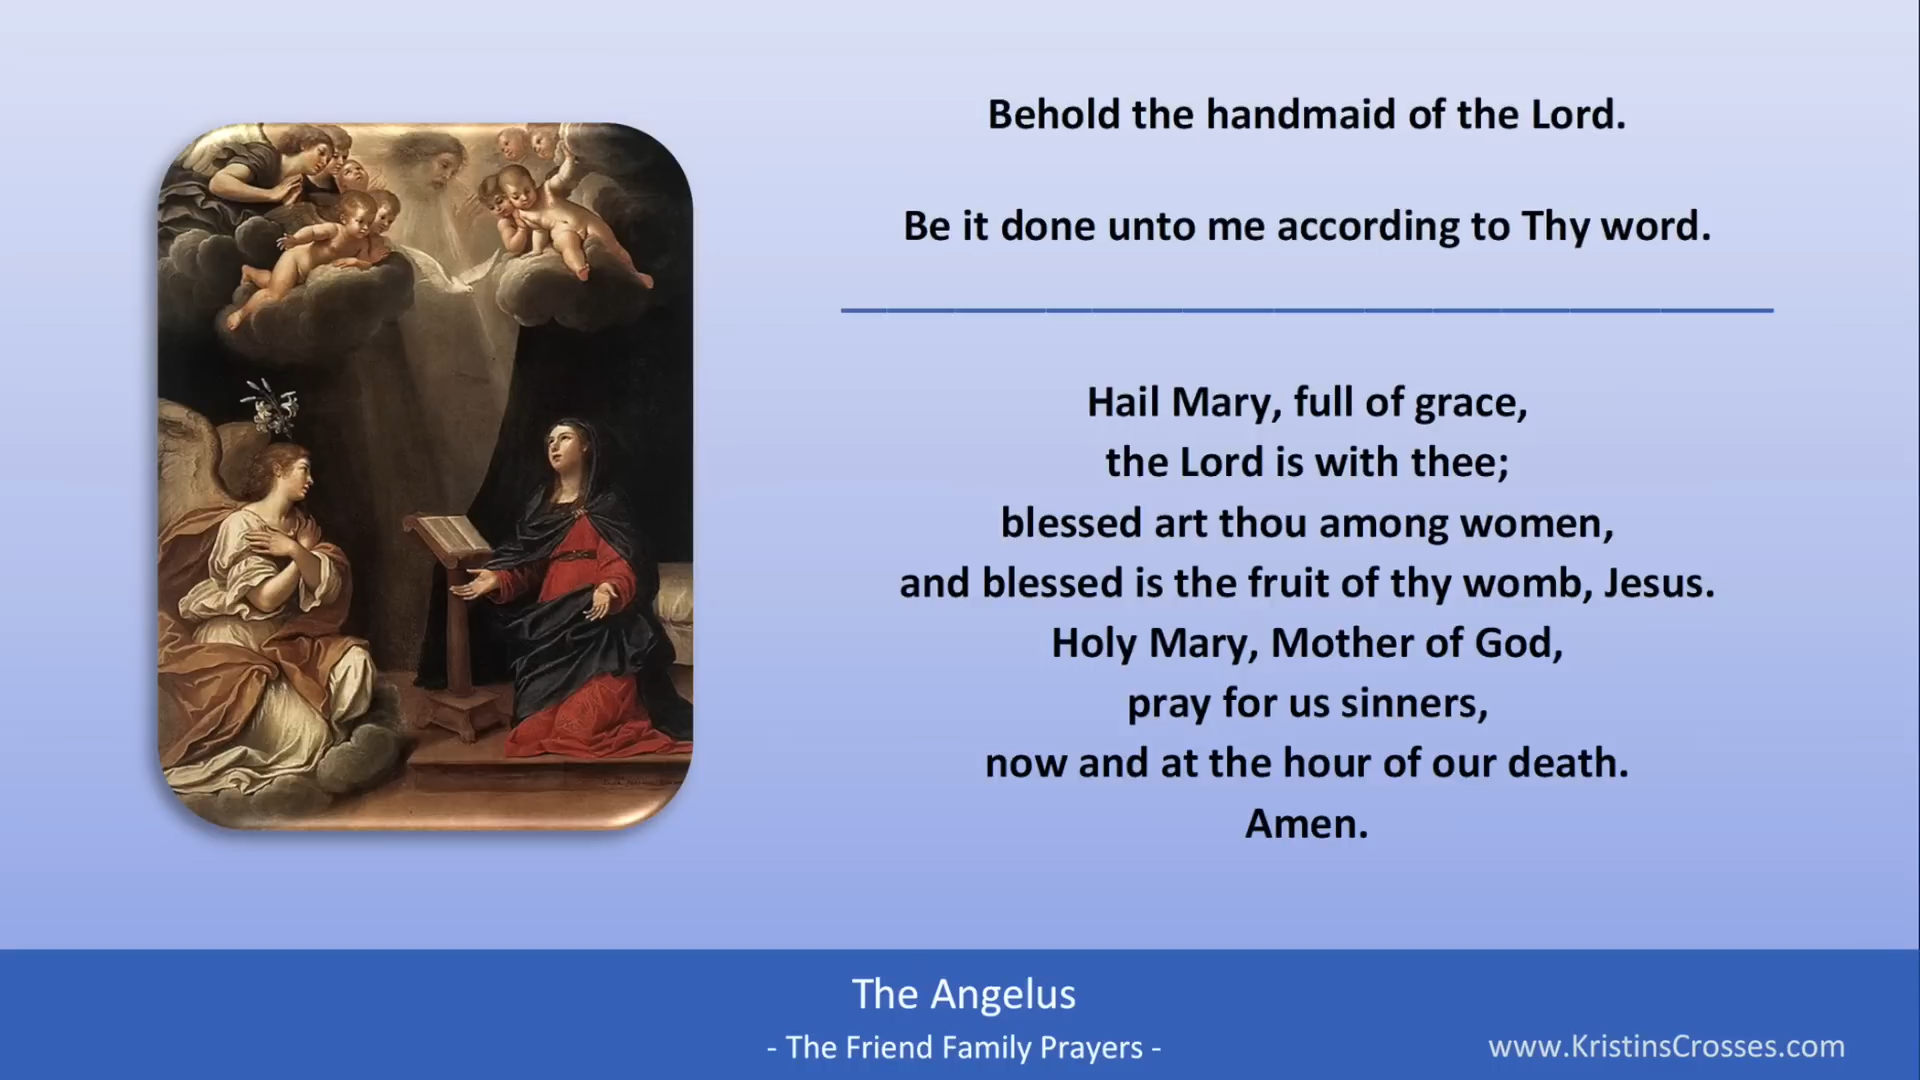 Behold the handmaid of the Lord.
Be it done unto me according to Thy word.
Hail Mary, full of grace,
the Lord is with thee;
blessed art thou among women,
and blessed is the fruit of thy womb, Jesus.
Holy Mary, Mother of God,
pray for us sinners,
now and at the hour of our death.
Amen.
The Angelus
- The Friend Family Prayers -
www.KristinsCrosses.com